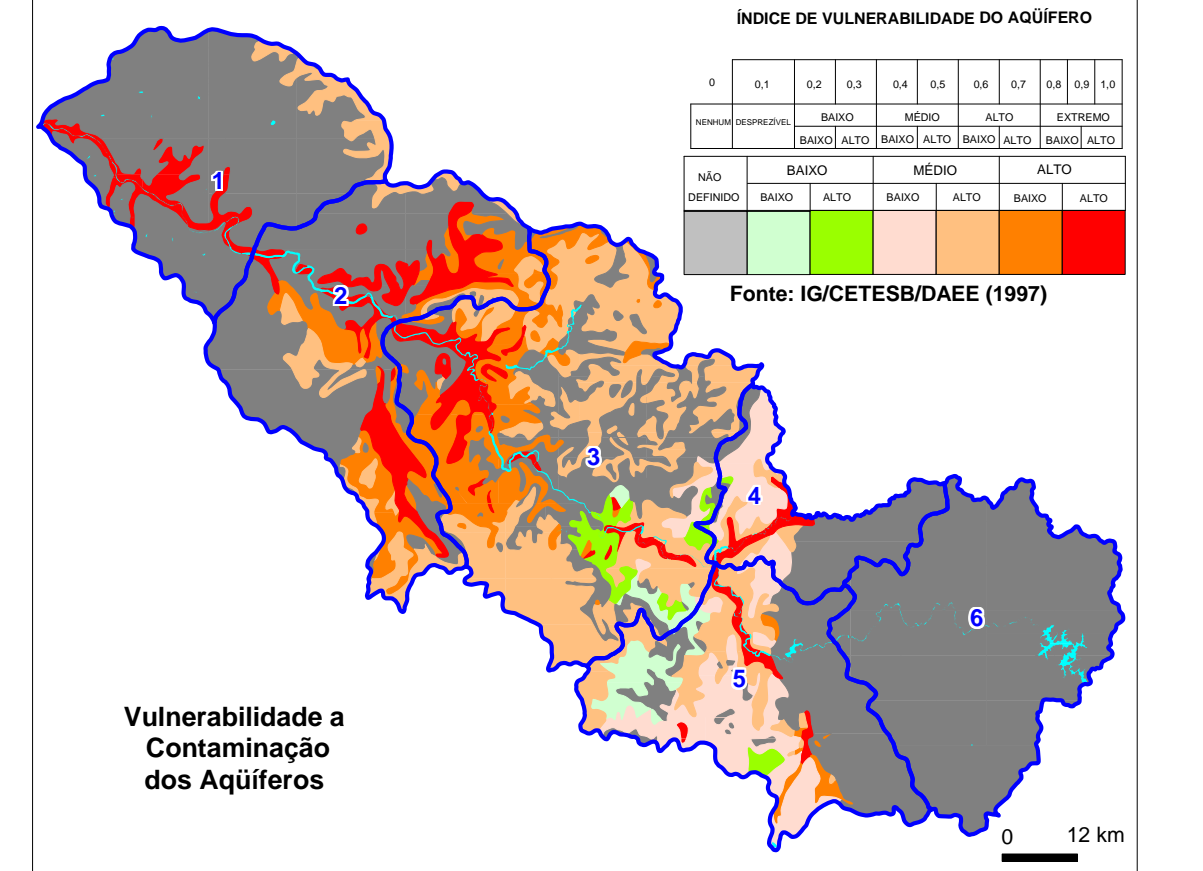 ÍNDICE DE VULNERABILIDADE DO AQÜÍFERO
0 0,1 0,2 0,3 0,4 0,5 0,6 0,7 0,8 0,9 1,0
NENHUM DESPREZÍVEL BAIXO MÉDIO ALTO EXTREMO
BAIXO ALTO BAIXO ALTO BAIXO ALTO BAIXO ALTO
NÃO DEFINIDO BAIXO MÉDIO ALTO
BAIXO ALTO BAIXO ALTO BAIXO ALTO
Fonte: IG/CETESB/DAEE (1997)
1
2
3
4
5
6
Vulnerabilidade a
Contaminação
dos Aqüíferos
0 12 km